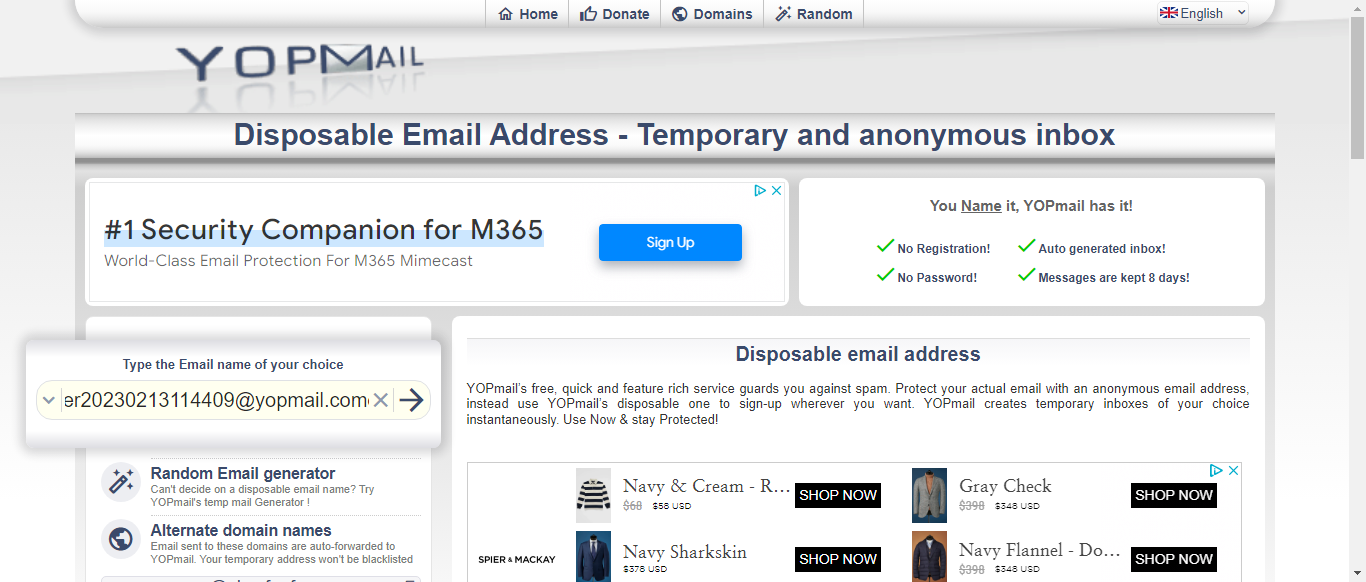 Home Donate Domains Random English
YOPMAIL
Disposable Email Address - Temporary and anonymous inbox
#1 Security Companion for M365
World-Class Email Protection For M365 Mimecast
Sign Up
You Name it, YOPmail has it!
No Registration! Auto generated inbox!
No Password! Messages are kept 8 days!
Type the Email name of your choice
er20230213114409@yopmail.com
Random Email generator
Can't decide on a disposable email name? Try
YOPmail's temp mail Generator !
Alternate domain names
Email sent to these domains are auto-forwarded to
YOPmail. Your temporary address won't be blacklisted
Disposable email address
YOPmail's free, quick and feature rich service guards you against spam. Protect your actual email with an anonymous email address,
instead use YOPmail's disposable one to sign-up wherever you want. YOPmail creates temporary inboxes of your choice
instantaneously. Use Now & stay Protected!
Navy & Cream - R...
$68 $58 USD
SHOP NOW
Gray Check
$398 $348 USD
SHOP NOW
SPIER & MACKAY
Navy Sharkskin
$378 USD
SHOP NOW
Navy Flannel - Do...
$398 $348 USD
SHOP NOW